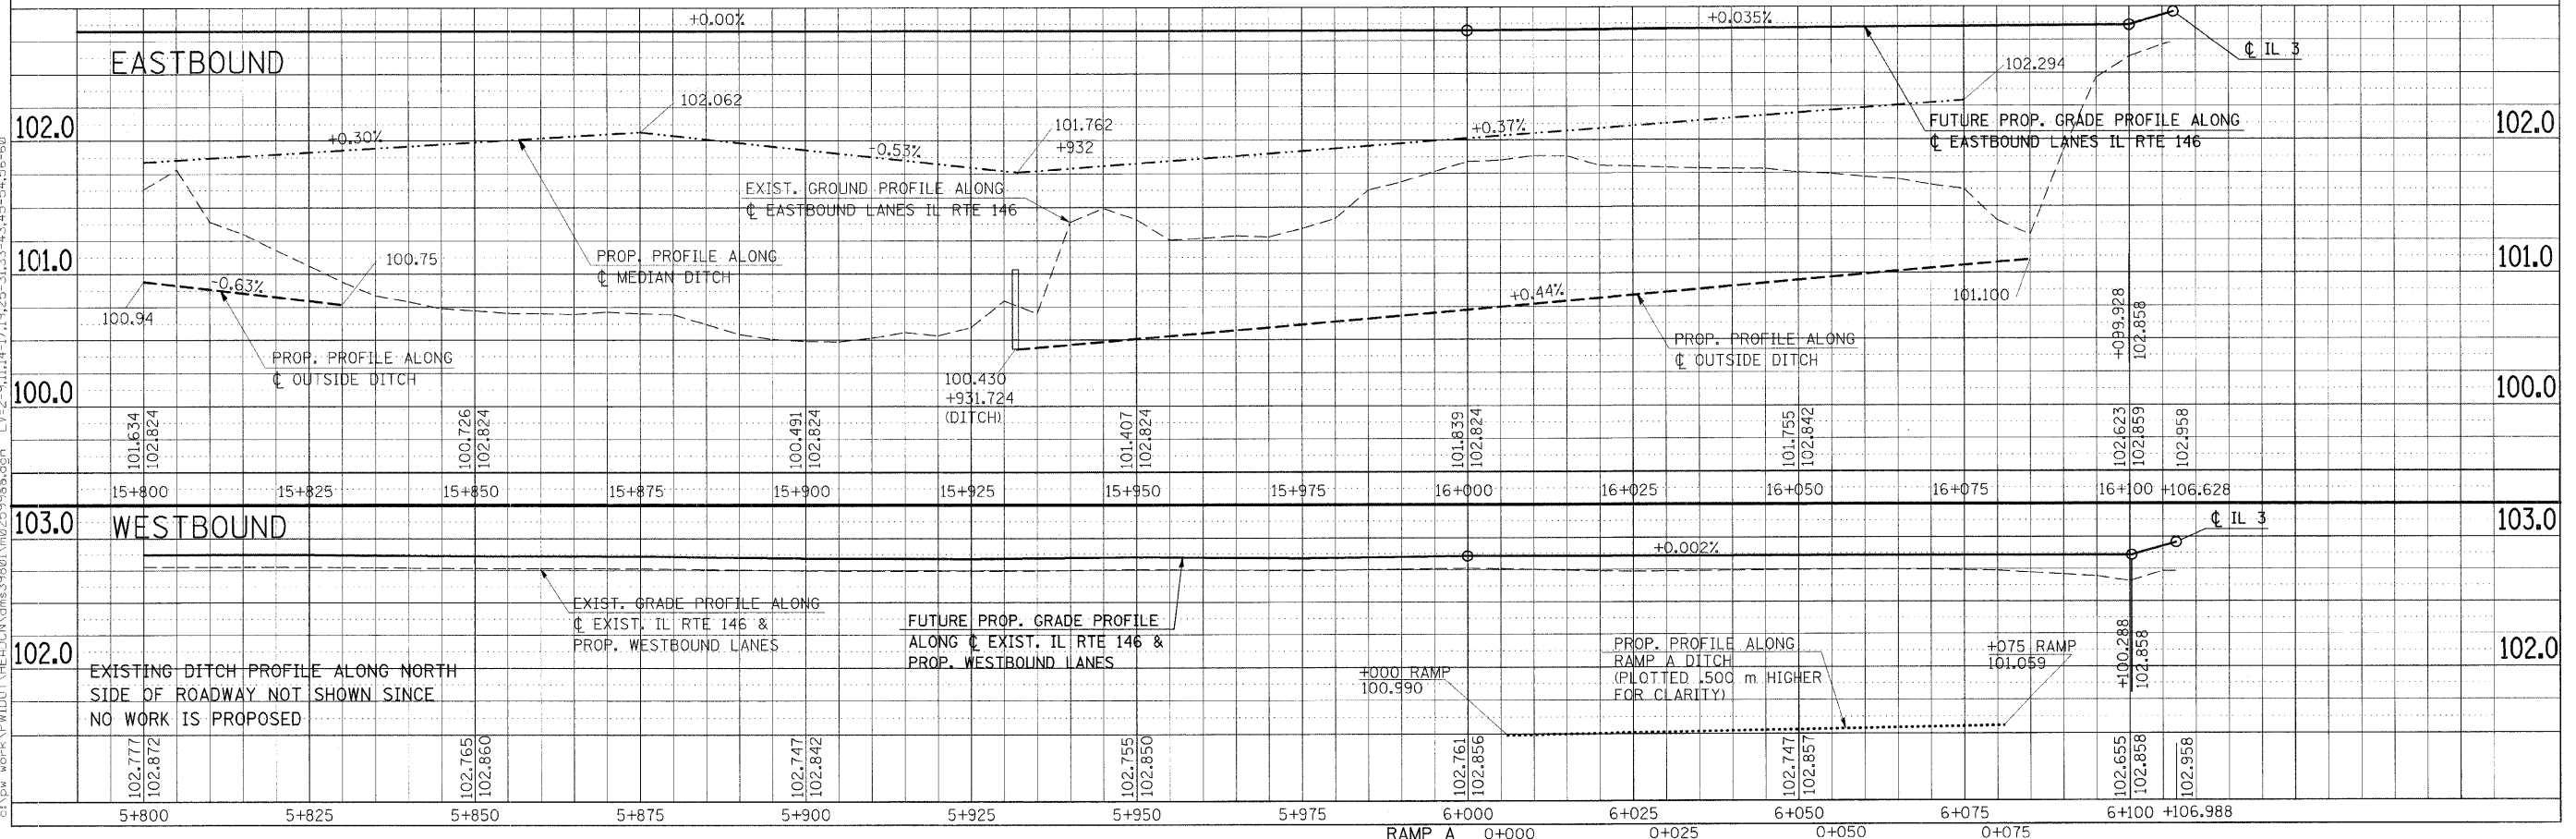 +0.00%
+0.035%
EASTBOUND
℄ IL 3
102.294
102.062
FUTURE PROP. GRADE PROFILE ALONG
℄ EASTBOUND LANES IL RTE 146
102.0
+0.30%
-0.53%
101.762
+932
+0.37%
102.0
EXIST. GROUND PROFILE ALONG
℄ EASTBOUND LANES IL RTE 146
PROP. PROFILE ALONG
℄ MEDIAN DITCH
101.0
100.75
101.0
-0.63%
+0.44%
101.100
100.94
+099.928
102.858
PROP. PROFILE ALONG
℄ OUTSIDE DITCH
PROP. PROFILE ALONG
℄ OUTSIDE DITCH
100.430
+931.724
(DITCH)
100.0
100.0
101.634
102.824
100.726
102.824
100.491
102.824
101.407
102.824
101.839
102.824
101.755
102.842
102.623
102.859
102.958
15+800 15+825 15+850 15+875 15+900 15+925 15+950 15+975 16+000 16+025 16+050 16+075 16+100 +106.628
103.0
WESTBOUND
℄ IL 3
103.0
+0.002%
EXIST. GRADE PROFILE ALONG
℄ EXIST. IL RTE 146 &
PROP. WESTBOUND LANES
FUTURE PROP. GRADE PROFILE
ALONG ℄ EXIST. IL RTE 146 &
PROP. WESTBOUND LANES
102.0
102.0
EXISTING DITCH PROFILE ALONG NORTH
SIDE OF ROADWAY NOT SHOWN SINCE
NO WORK IS PROPOSED
+000 RAMP
100.990
PROP. PROFILE ALONG
RAMP A DITCH
(PLOTTED .500 m HIGHER
FOR CLARITY)
+075 RAMP
101.059
+100.288
102.858
102.777
102.872
102.765
102.860
102.747
102.842
102.755
102.850
102.761
102.856
102.747
102.857
102.655
102.858
102.958
5+800 5+825 5+850 5+875 5+900 5+925 5+950 5+975 6+000 6+025 6+050 6+075 6+100 +106.988
RAMP A 0+000 0+025 0+050 0+075